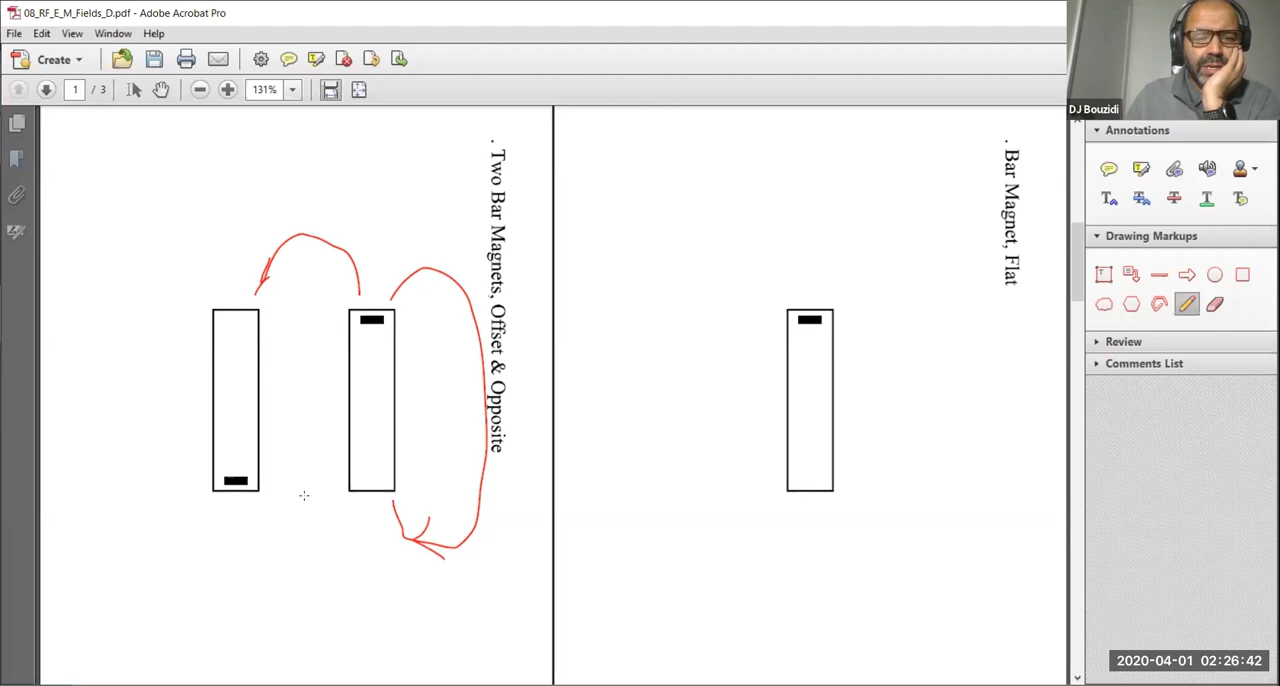 08_RF_E_M_Fields_D.pdf - Adobe Acrobat Pro
File Edit View Window Help
Create
1 / 3 131%
DJ Bouzidi
. Two Bar Magnets, Offset & Opposite
. Bar Magnet, Flat
Annotations
Drawing Markups
Review
Comments List
2020-04-01 02:26:42